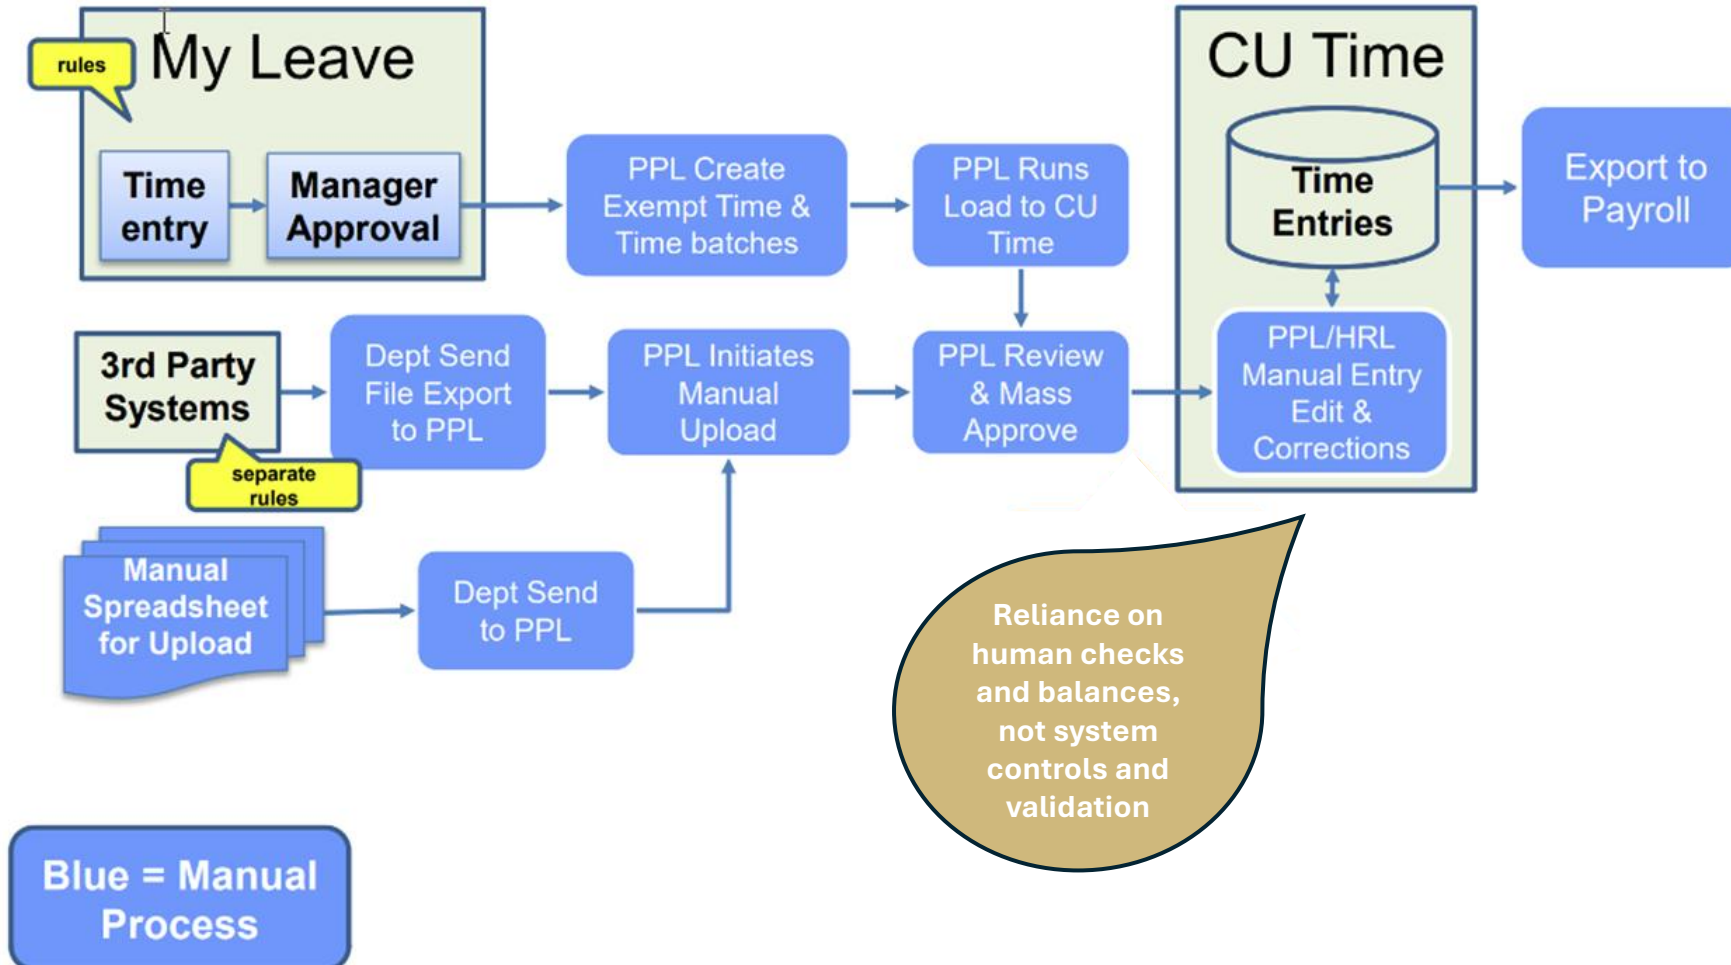 My Leave
rules
Time
entry
Manager
Approval
PPL Create
Exempt Time &
Time batches
PPL Runs
Load to CU
Time
CU Time
Time
Entries
Export to
Payroll
3rd Party
Systems
separate
rules
Dept Send
File Export
to PPL
PPL Initiates
Manual
Upload
PPL Review
& Mass
Approve
PPL/HRL
Manual Entry
Edit &
Corrections
Manual
Spreadsheet
for Upload
Dept Send
to PPL
Reliance on
human checks
and balances,
not system
controls and
validation
Blue = Manual
Process